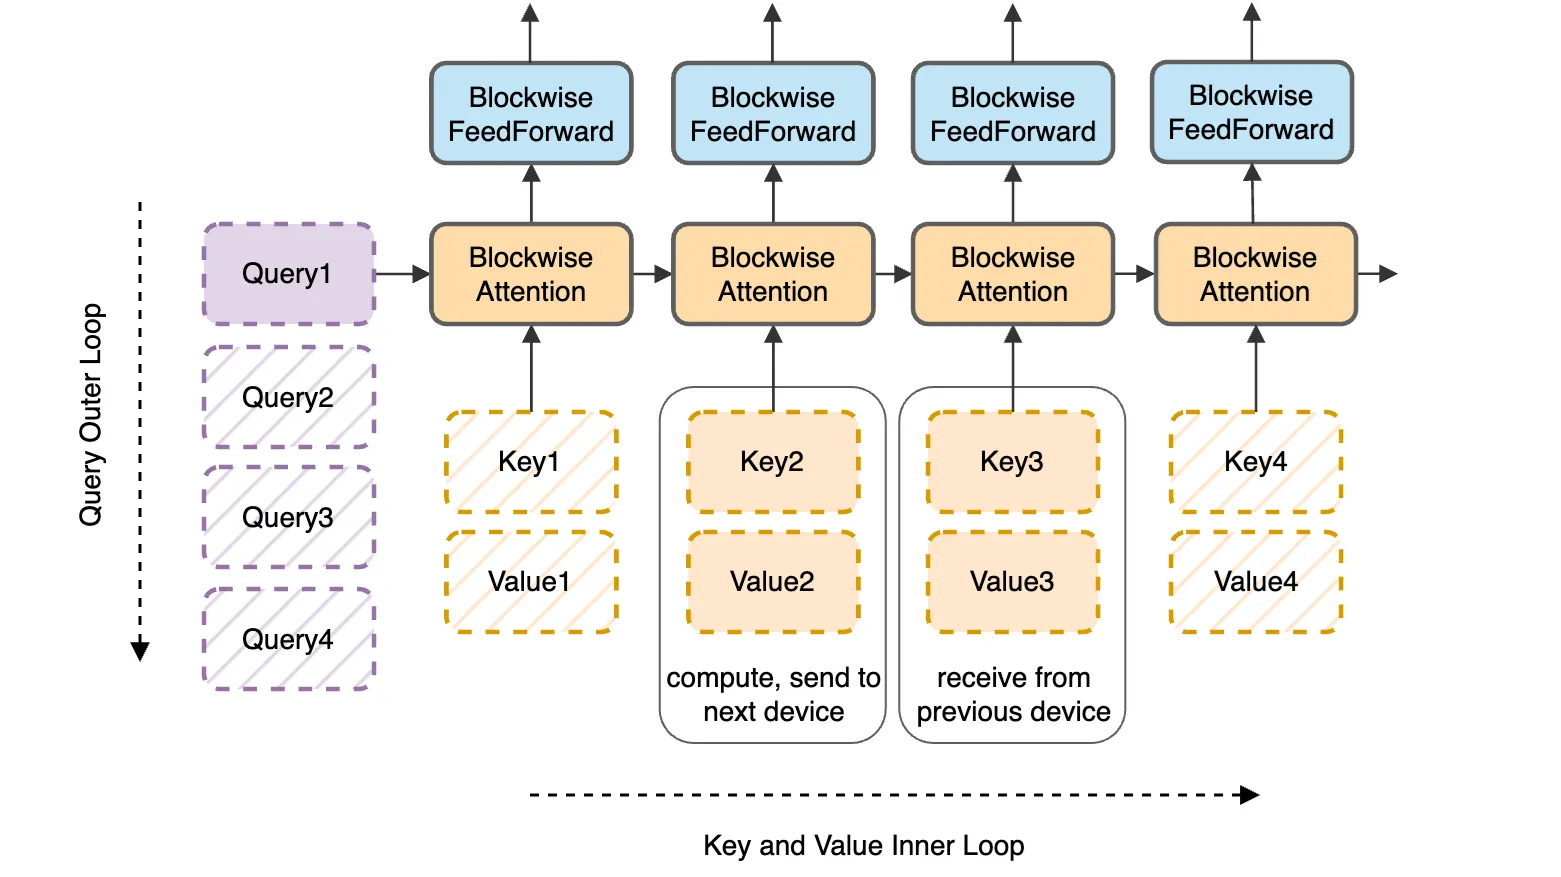 Blockwise
FeedForward
Blockwise
FeedForward
Blockwise
FeedForward
Blockwise
FeedForward
Query Outer Loop
Query1
Query2
Query3
Query4
Blockwise
Attention
Blockwise
Attention
Blockwise
Attention
Blockwise
Attention
Key1
Value1
Key2
Value2
compute, send to
next device
Key3
Value3
receive from
previous device
Key4
Value4
Key and Value Inner Loop